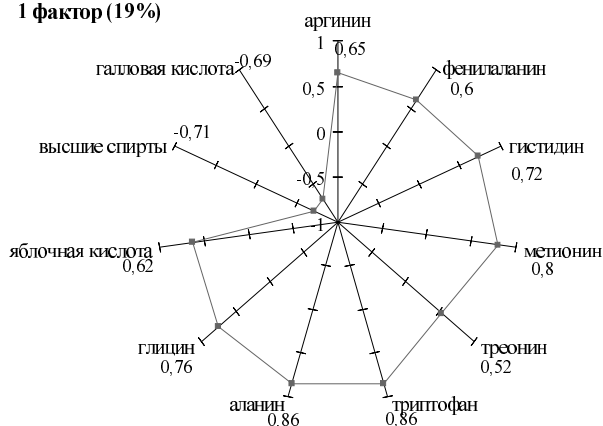 1 фактор (19%)
аргинин
0,65
1
0,5
0
-0,5
-1
фенилаланин
0,6
гистидин
0,72
метионин
0,8
треонин
0,52
триптофан
0,86
аланин
0,86
глицин
0,76
яблочная кислота
0,62
высшие спирты
-0,71
галловая кислота
-0,69